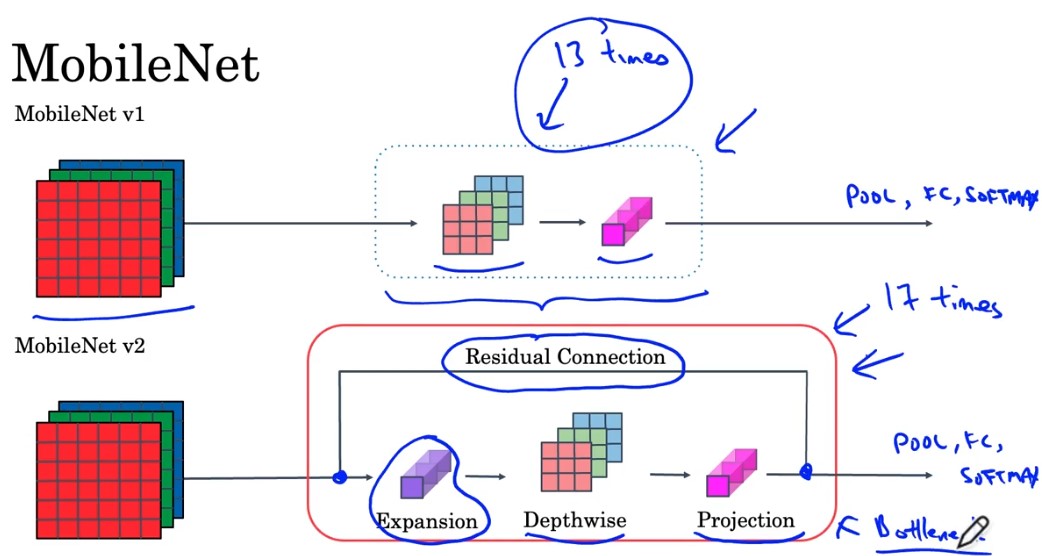 MobileNet
MobileNet v1
13 times
POOL, FC, SOFTMAX
17 times
MobileNet v2
Residual Connection
POOL, FC,
SOFTMAX
Expansion
Depthwise
Projection
Bottlene